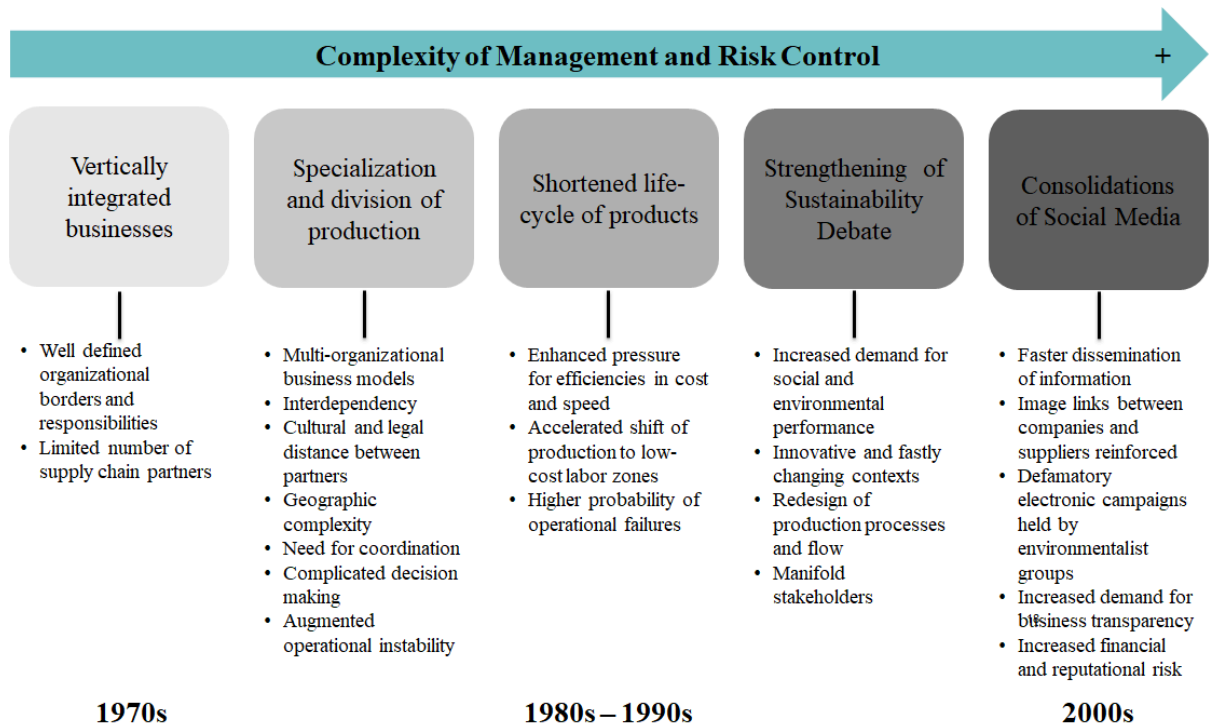 Complexity of Management and Risk Control +
Vertically
integrated
businesses
• Well defined
organizational
borders and
responsibilities
• Limited number of
supply chain partners
Specialization
and division of
production
• Multi-organizational
business models
• Interdependency
• Cultural and legal
distance between
partners
• Geographic
complexity
• Need for coordination
• Complicated decision
making
• Augmented
operational instability
Shortened life-
cycle of products
• Enhanced pressure
for efficiencies in cost
and speed
• Accelerated shift of
production to low-
cost labor zones
• Higher probability of
operational failures
Strengthening of
Sustainability
Debate
• Increased demand for
social and
environmental
performance
• Innovative and fastly
changing contexts
• Redesign of
production processes
and flow
• Manifold
stakeholders
Consolidations
of Social Media
• Faster dissemination
of information
• Image links between
companies and
suppliers reinforced
• Defamatory
electronic campaigns
held by
environmentalist
groups
• Increased demand for
business transparency
• Increased financial
and reputational risk
1970s
1980s – 1990s
2000s